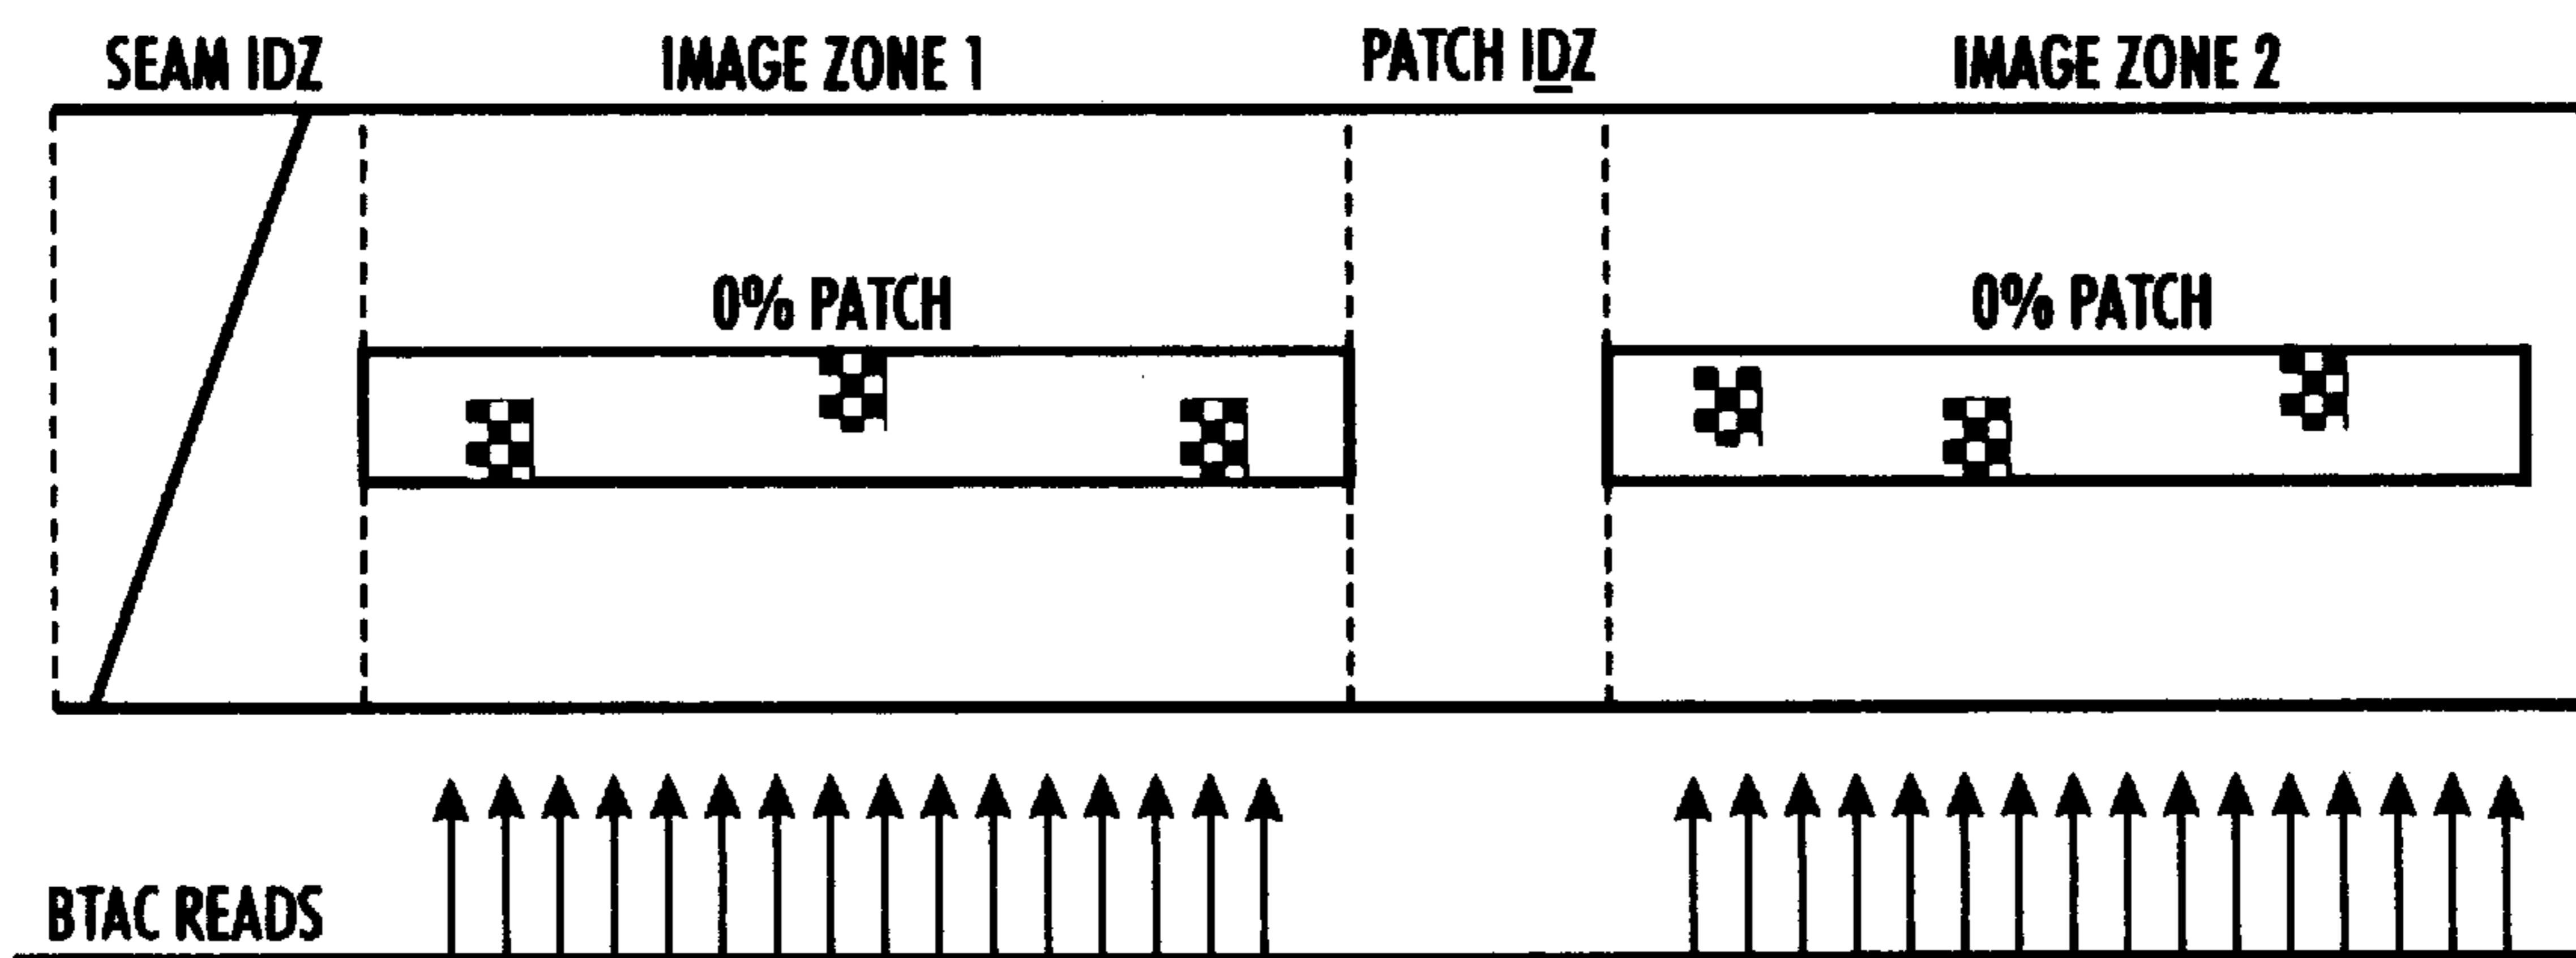 SEAM IDZ
IMAGE ZONE 1
PATCH IDZ
IMAGE ZONE 2
0% PATCH
0% PATCH
BTAC READS